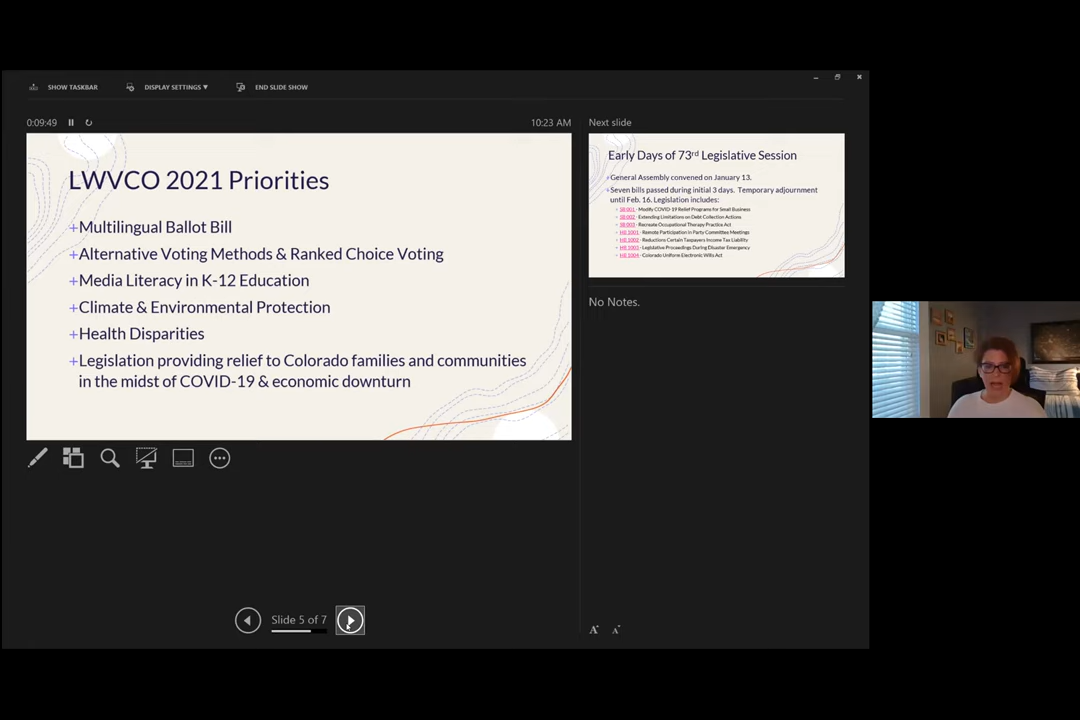 SHOW TASKBAR
DISPLAY SETTINGS ▼
END SLIDE SHOW
0:09:49
10:23 AM
LWVCO 2021 Priorities
+Multilingual Ballot Bill
+Alternative Voting Methods & Ranked Choice Voting
+Media Literacy in K-12 Education
+Climate & Environmental Protection
+Health Disparities
+Legislation providing relief to Colorado families and communities
in the midst of COVID-19 & economic downturn
Slide 5 of 7
Next slide
Early Days of 73rd Legislative Session
+General Assembly convened on January 13.
+Seven bills passed during initial 3 days. Temporary adjournment
until Feb. 16. Legislation includes:
+ SB 001 - Modify COVID-19 Relief Programs for Small Business
+ SB 002 - Extending Limitations on Debt Collection Actions
+ SB 003 - Recreate Occupational Therapy Practice Act
+ HB 1001 - Remote Participation in Party Committee Meetings
+ HB 1002 - Reductions Certain Taxpayers Income Tax Liability
+ HB 1003 - Legislative Proceedings During Disaster Emergency
+ HB 1004 - Colorado Uniform Electronic Wills Act
No Notes.
A A